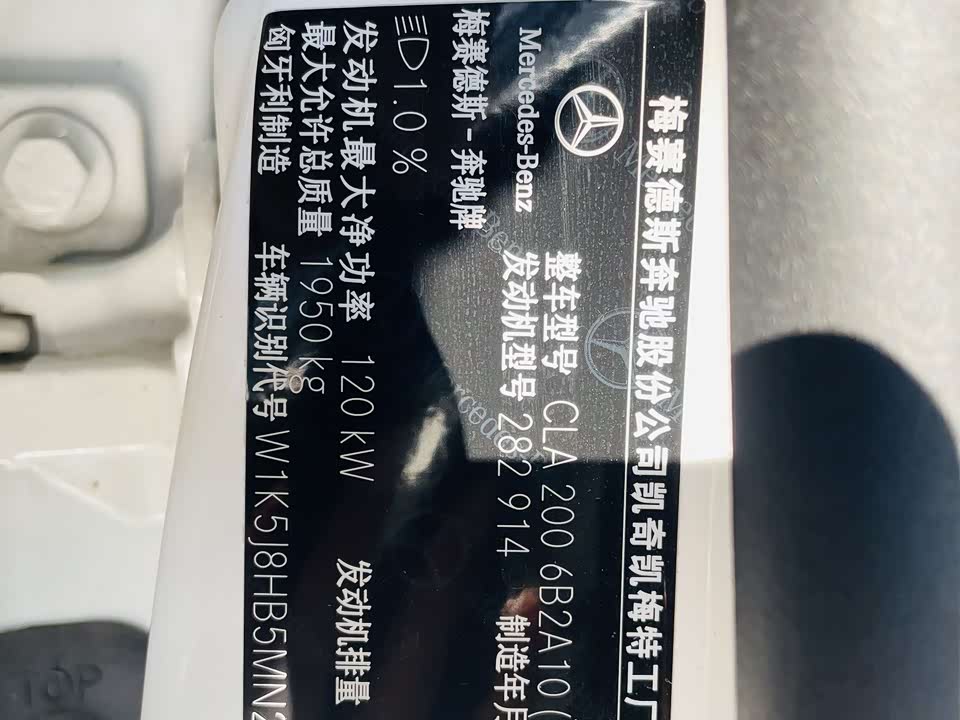 梅赛德斯奔驰股份公司凯奇凯梅特工厂
Mercedes-Benz
整车型号 CLA 200 6B2A10(
发动机型号 282 914 制造年月
梅赛德斯-奔驰牌
1.0 %
发动机最大净功率 120 kW 发动机排量
最大允许总质量 1950 kg
匈牙利制造 车辆识别代号 W1K5J8HB5MN2
TOP